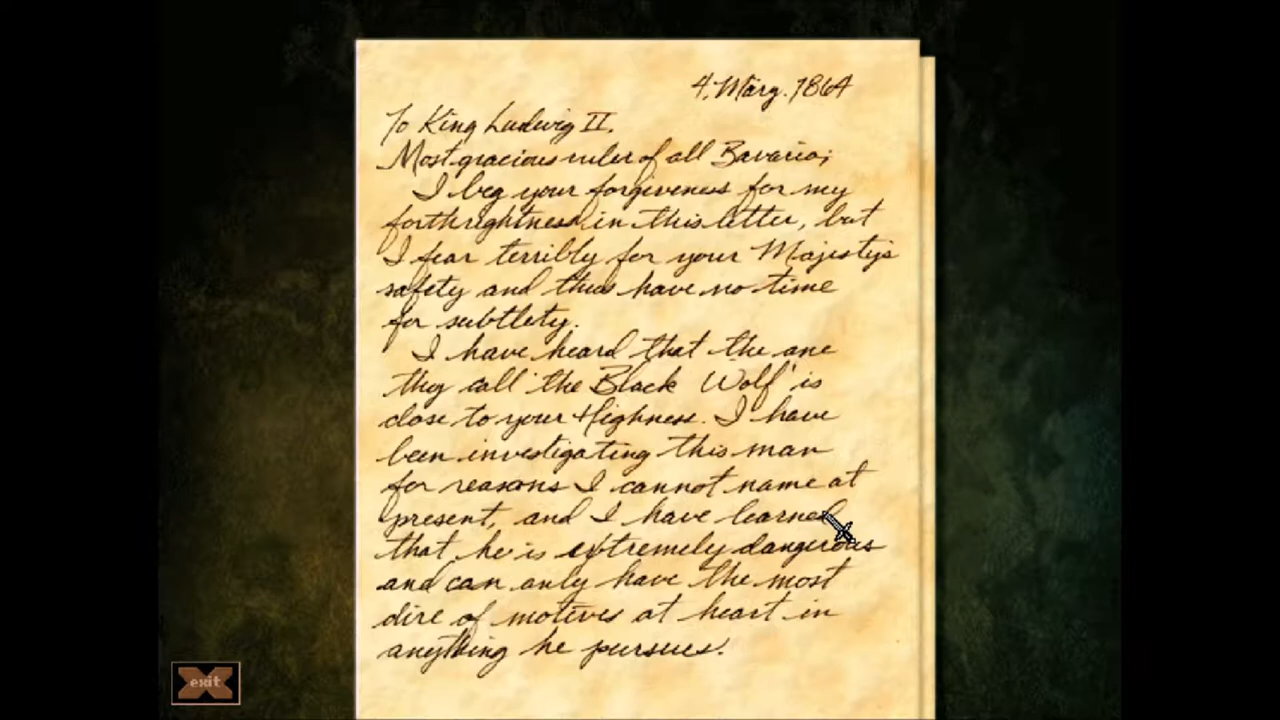 4. März. 1864
To King Ludwig II.
Most gracious ruler of all Bavaria;
I beg your forgiveness for my
forthrightness in this letter, but
I fear terribly for your Majesty's
safety and thus have no time
for subtlety.
I have heard that the one
they call 'the Black Wolf' is
close to your Highness. I have
been investigating this man
for reasons I cannot name at
present, and I have learned
that he is extremely dangerous
and can only have the most
dire of motives at heart in
anything he pursues.
exit